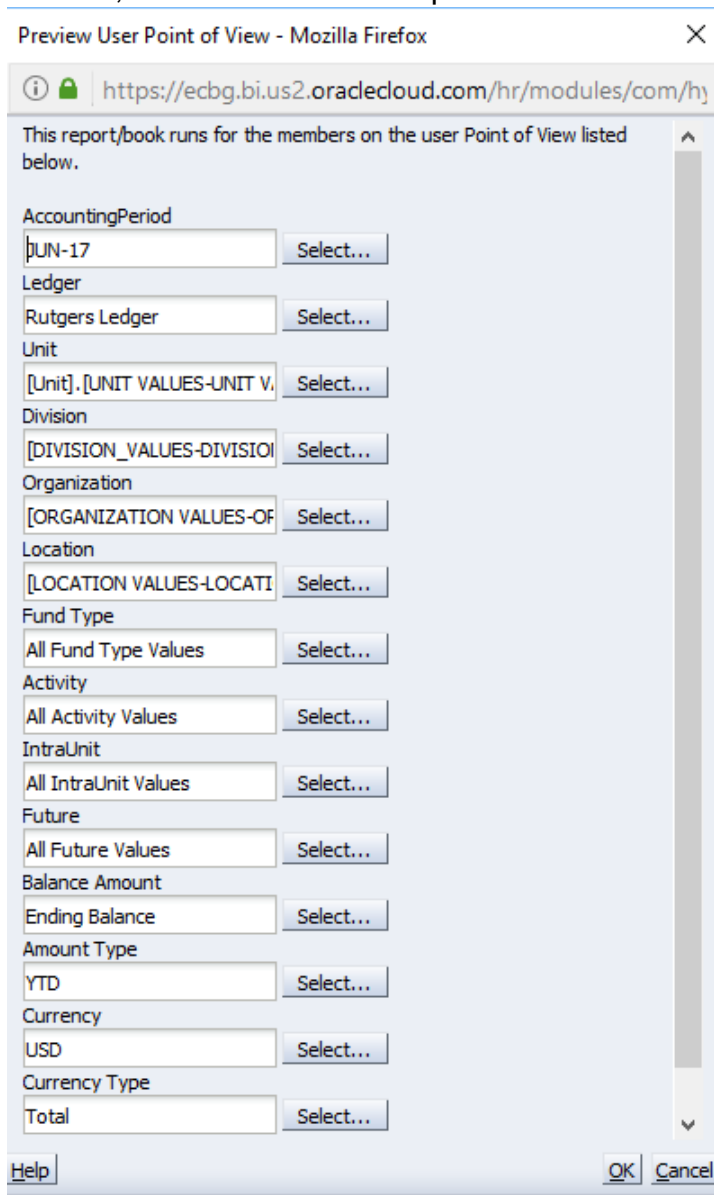 Preview User Point of View - Mozilla Firefox
https://ecbg.bi.us2.oraclecloud.com/hr/modules/com/hy
This report/book runs for the members on the user Point of View listed
below.
AccountingPeriod
JUN-17 Select...
Ledger
Rutgers Ledger Select...
Unit
[Unit].[UNIT VALUES-UNIT VA Select...
Division
[DIVISION_VALUES-DIVISION Select...
Organization
[ORGANIZATION VALUES-OR Select...
Location
[LOCATION VALUES-LOCATI Select...
Fund Type
All Fund Type Values Select...
Activity
All Activity Values Select...
IntraUnit
All IntraUnit Values Select...
Future
All Future Values Select...
Balance Amount
Ending Balance Select...
Amount Type
YTD Select...
Currency
USD Select...
Currency Type
Total Select...
Help OK Cancel